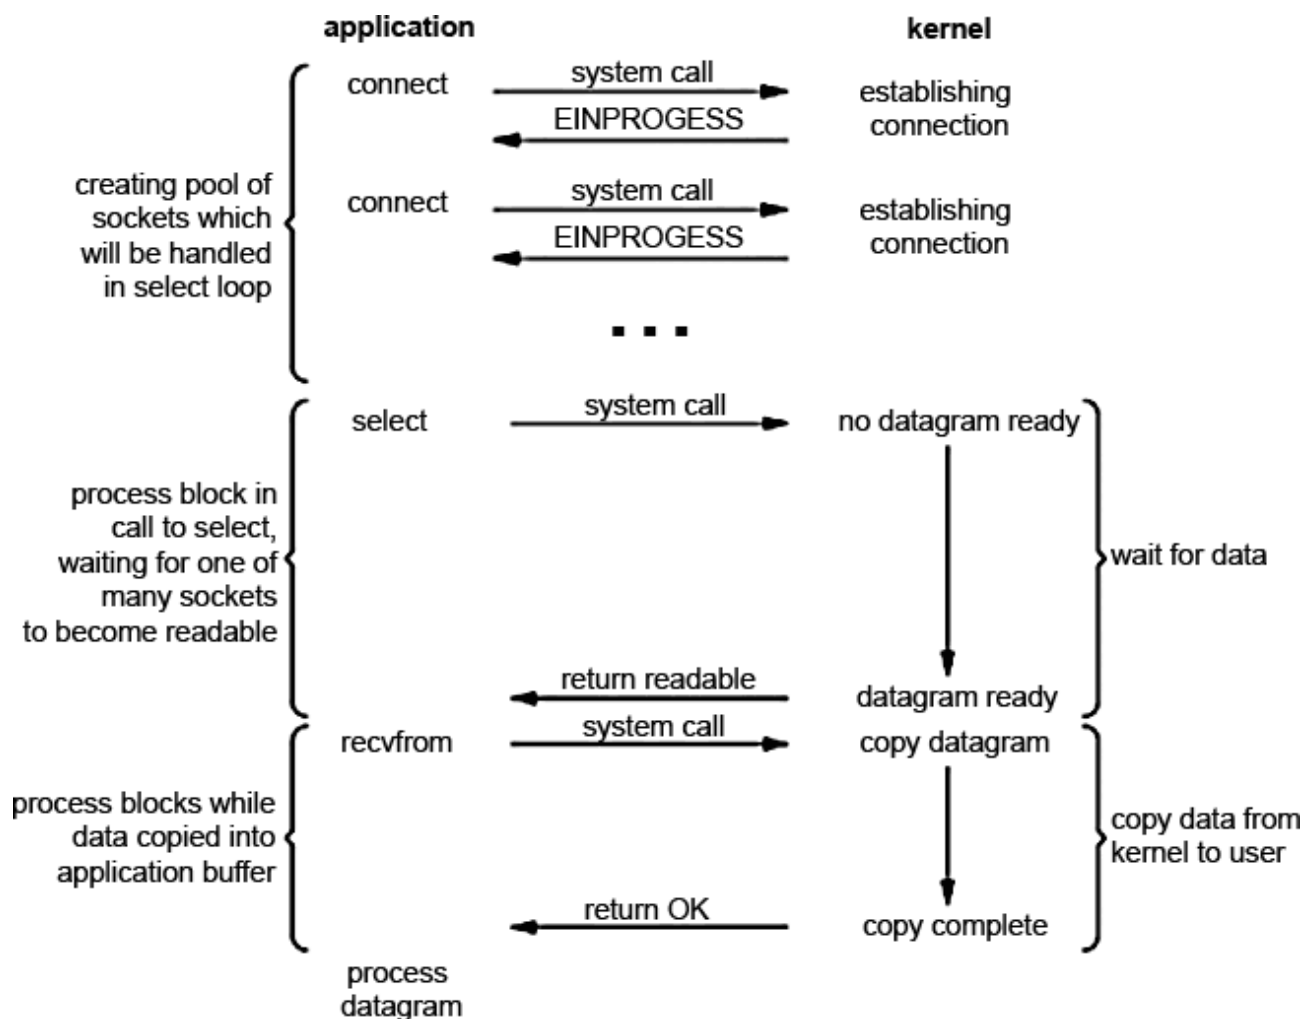 application
kernel
connect
system call
establishing
connection
EINPROGESS
creating pool of
sockets which
will be handled
in select loop
connect
system call
establishing
connection
EINPROGESS
...
select
system call
no datagram ready
process block in
call to select,
waiting for one of
many sockets
to become readable
wait for data
return readable
datagram ready
recvfrom
system call
copy datagram
process blocks while
data copied into
application buffer
copy data from
kernel to user
return OK
copy complete
process
datagram